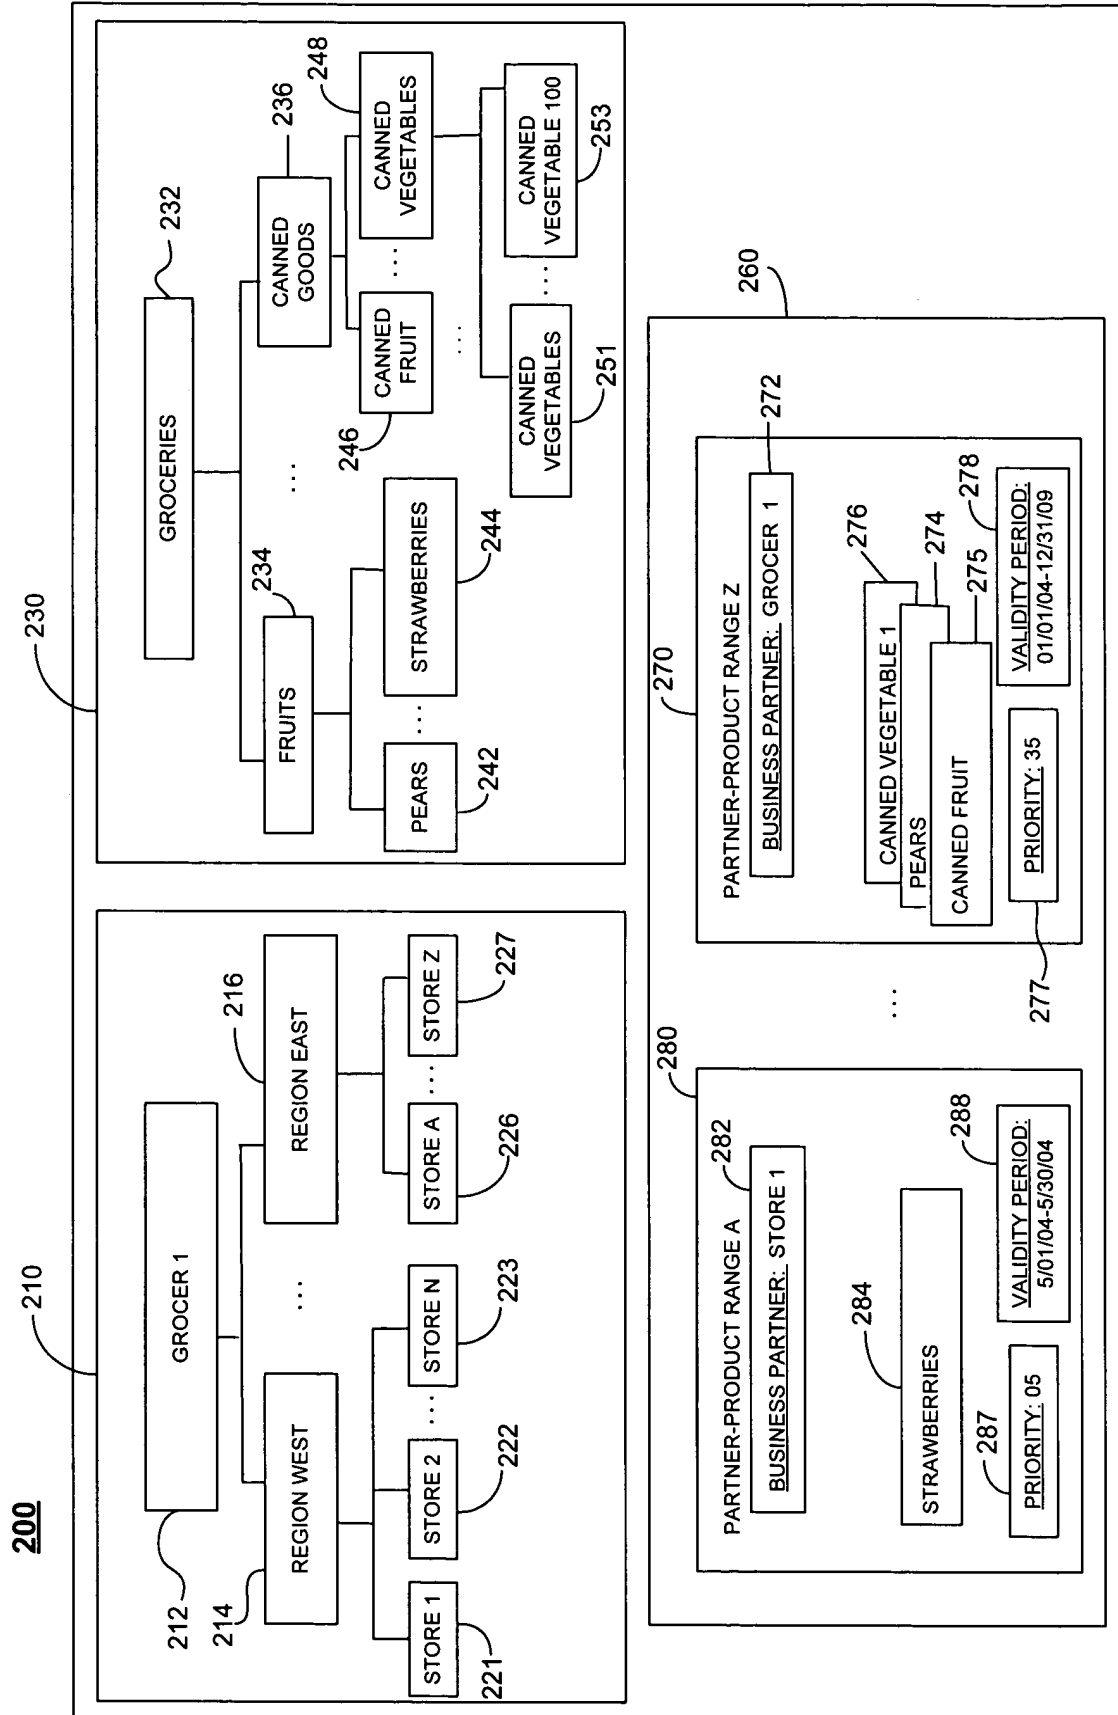 200
210
GROCER 1
212
214
REGION WEST
...
216
REGION EAST
STORE 1
STORE 2
...
STORE N
STORE A
...
STORE Z
221
222
223
226
227
230
GROCERIES
232
234
FRUITS
...
CANNED
GOODS
236
PEARS
...
STRAWBERRIES
242
244
246
CANNED
FRUIT
...
CANNED
VEGETABLES
248
...
CANNED
VEGETABLES
...
CANNED
VEGETABLE 100
251
253
260
280
PARTNER-PRODUCT RANGE A
282
BUSINESS PARTNER: STORE 1
284
STRAWBERRIES
287
PRIORITY: 05
288
VALIDITY PERIOD:
5/01/04-5/30/04
...
270
PARTNER-PRODUCT RANGE Z
272
BUSINESS PARTNER: GROCER 1
276
CANNED VEGETABLE 1
274
PEARS
275
CANNED FRUIT
277
PRIORITY: 35
278
VALIDITY PERIOD:
01/01/04-12/31/09